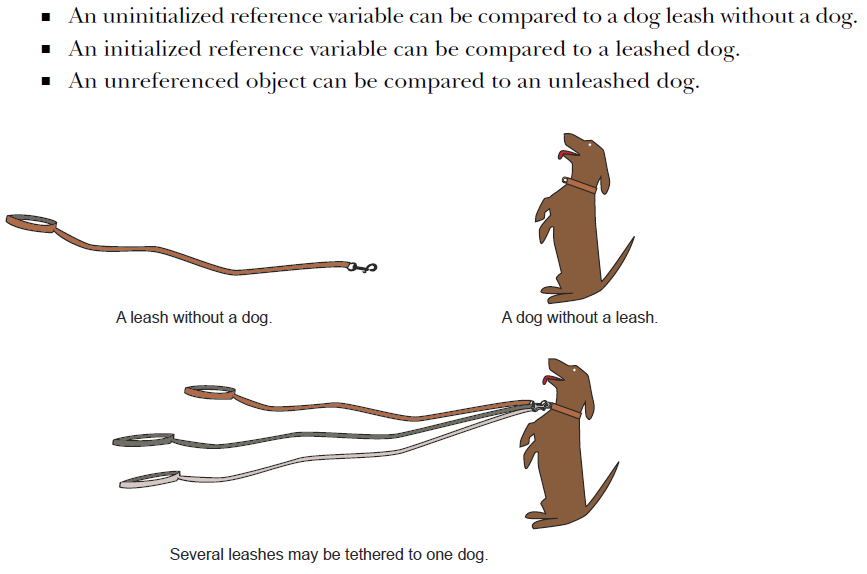 ▪ An uninitialized reference variable can be compared to a dog leash without a dog.
▪ An initialized reference variable can be compared to a leashed dog.
▪ An unreferenced object can be compared to an unleashed dog.
A leash without a dog.
A dog without a leash.
Several leashes may be tethered to one dog.